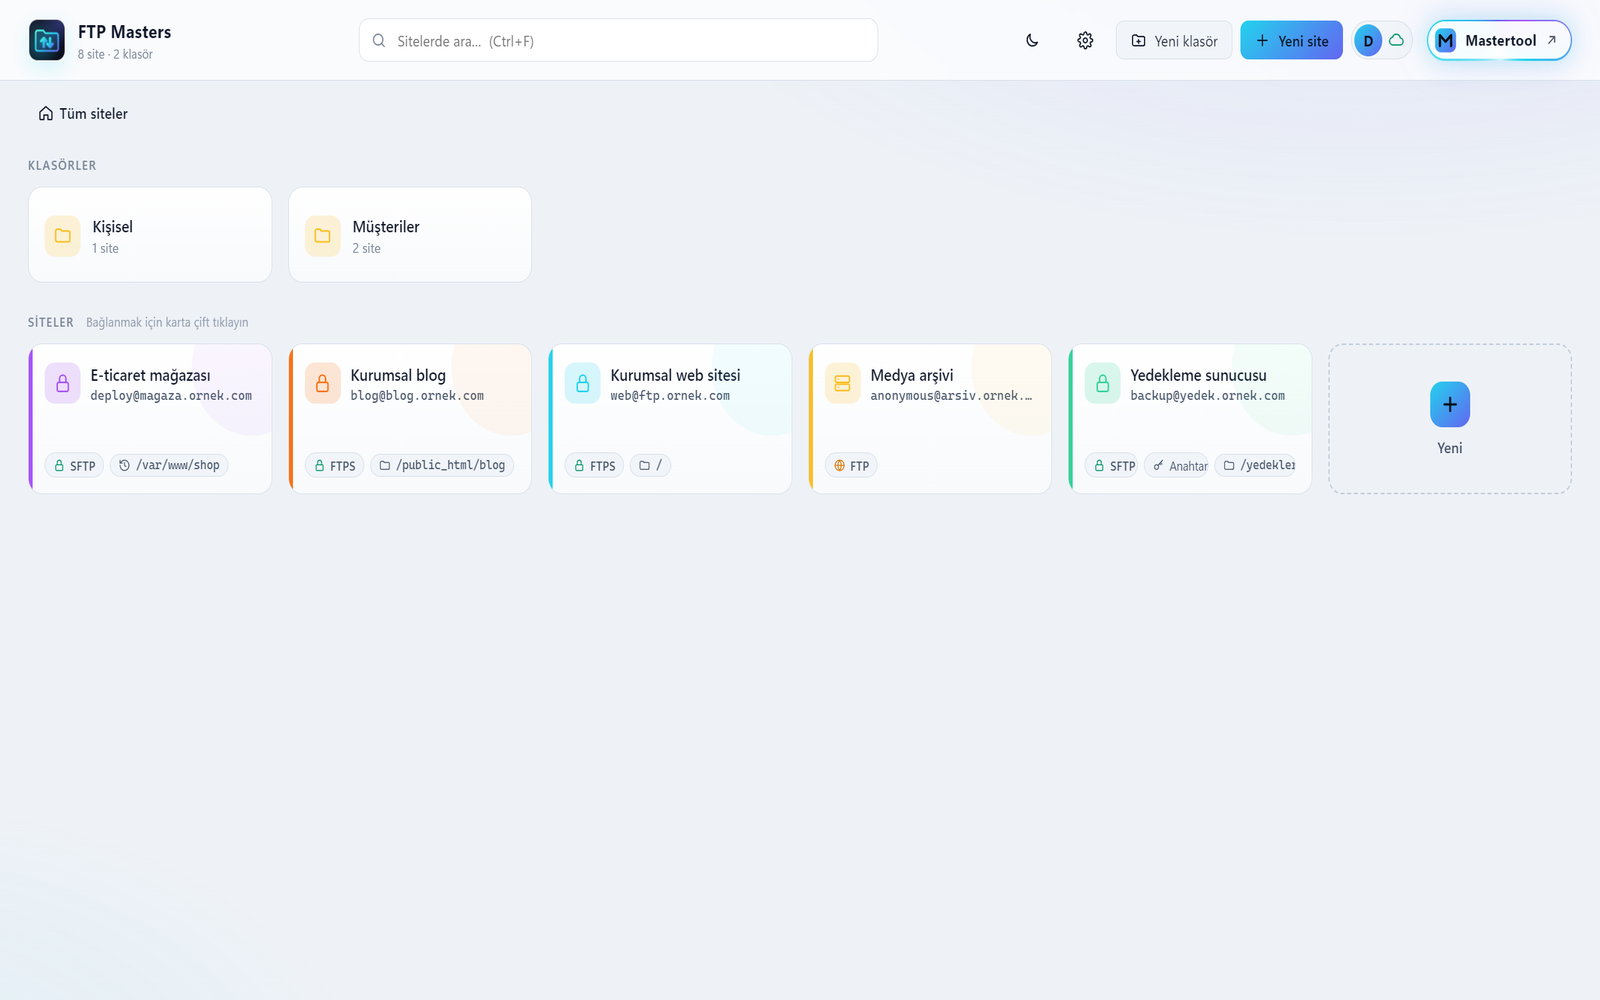 FTP Masters
8 site · 2 klasör
Sitelerde ara... (Ctrl+F)
Yeni klasör
Yeni site
D
Mastertool
Tüm siteler
KLASÖRLER
Kişisel
1 site
Müşteriler
2 site
SİTELER Bağlanmak için karta çift tıklayın
E-ticaret mağazası
deploy@magaza.ornek.com
SFTP /var/www/shop
Kurumsal blog
blog@blog.ornek.com
FTPS /public_html/blog
Kurumsal web sitesi
web@ftp.ornek.com
FTPS /
Medya arşivi
anonymous@arsiv.ornek.…
FTP
Yedekleme sunucusu
backup@yedek.ornek.com
SFTP Anahtar /yedekler
Yeni